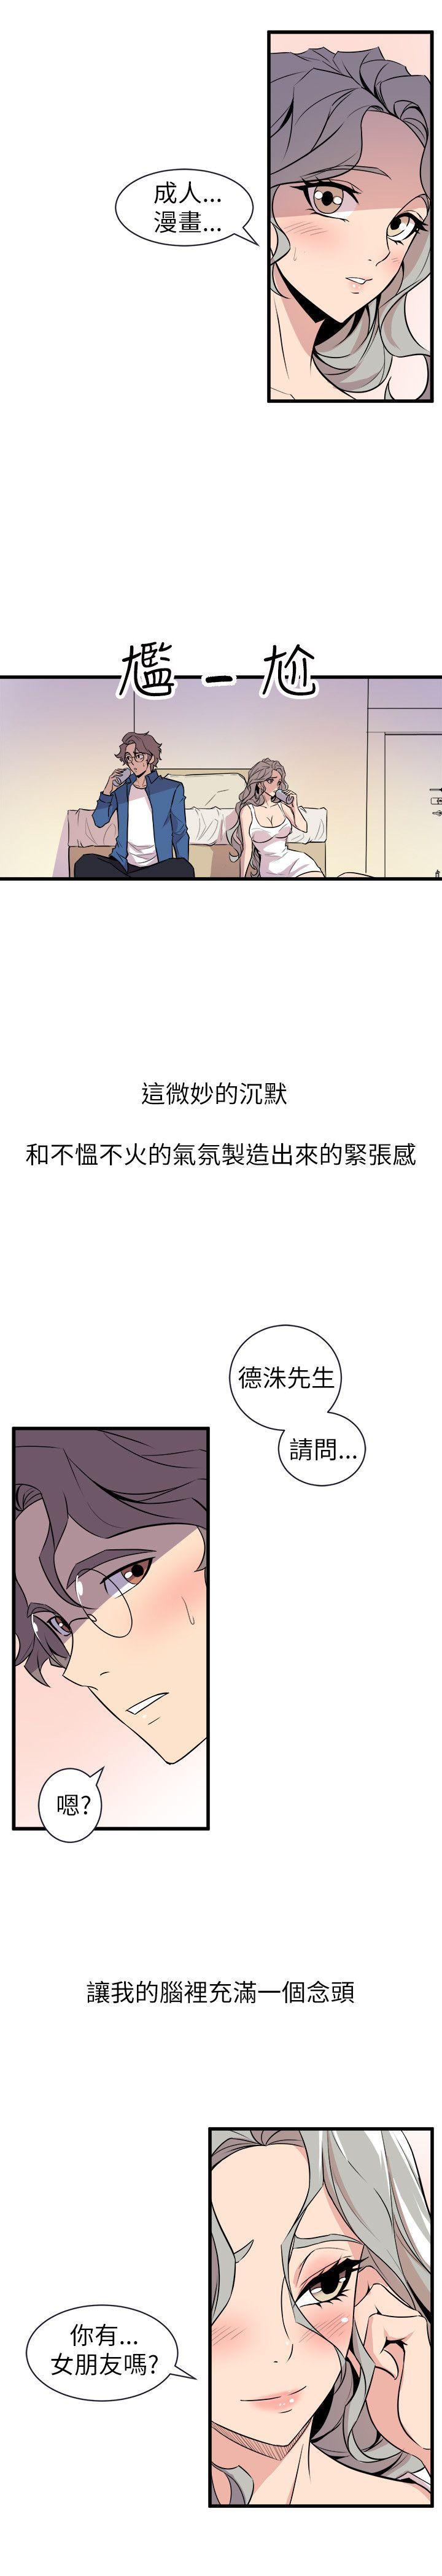 成人...
漫畫...
尷-尬
這微妙的沉默
和不慍不火的氣氛製造出來的緊張感
德洙先生
請問...
嗯?
讓我的腦裡充滿一個念頭
你有...
女朋友嗎?